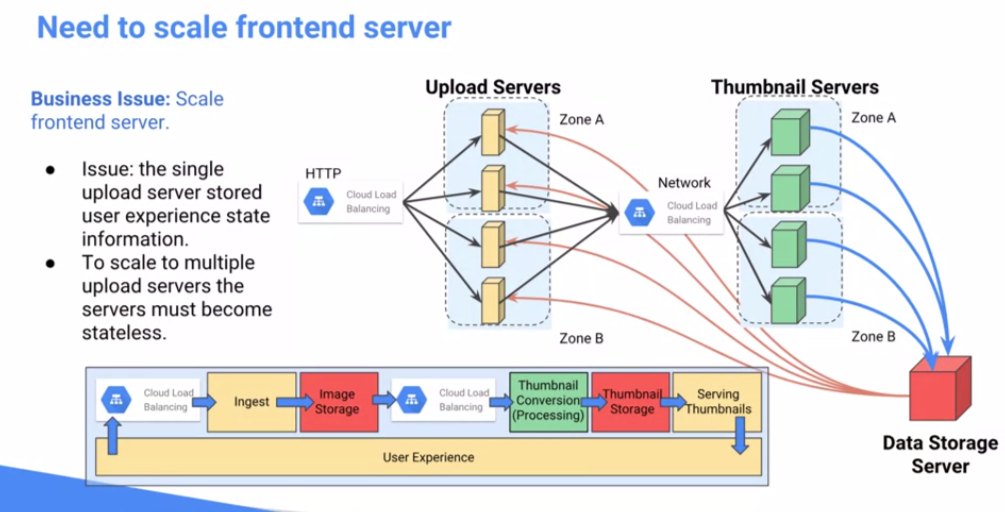 Need to scale frontend server
Business Issue: Scale
frontend server.
● Issue: the single
upload server stored
user experience state
information.
● To scale to multiple
upload servers the
servers must become
stateless.
Upload Servers
Zone A
HTTP
Cloud Load
Balancing
Zone B
Network
Cloud Load
Balancing
Thumbnail Servers
Zone A
Zone B
Data Storage
Server
Cloud Load
Balancing
Ingest
Image
Storage
Cloud Load
Balancing
Thumbnail
Conversion
(Processing)
Thumbnail
Storage
Serving
Thumbnails
User Experience